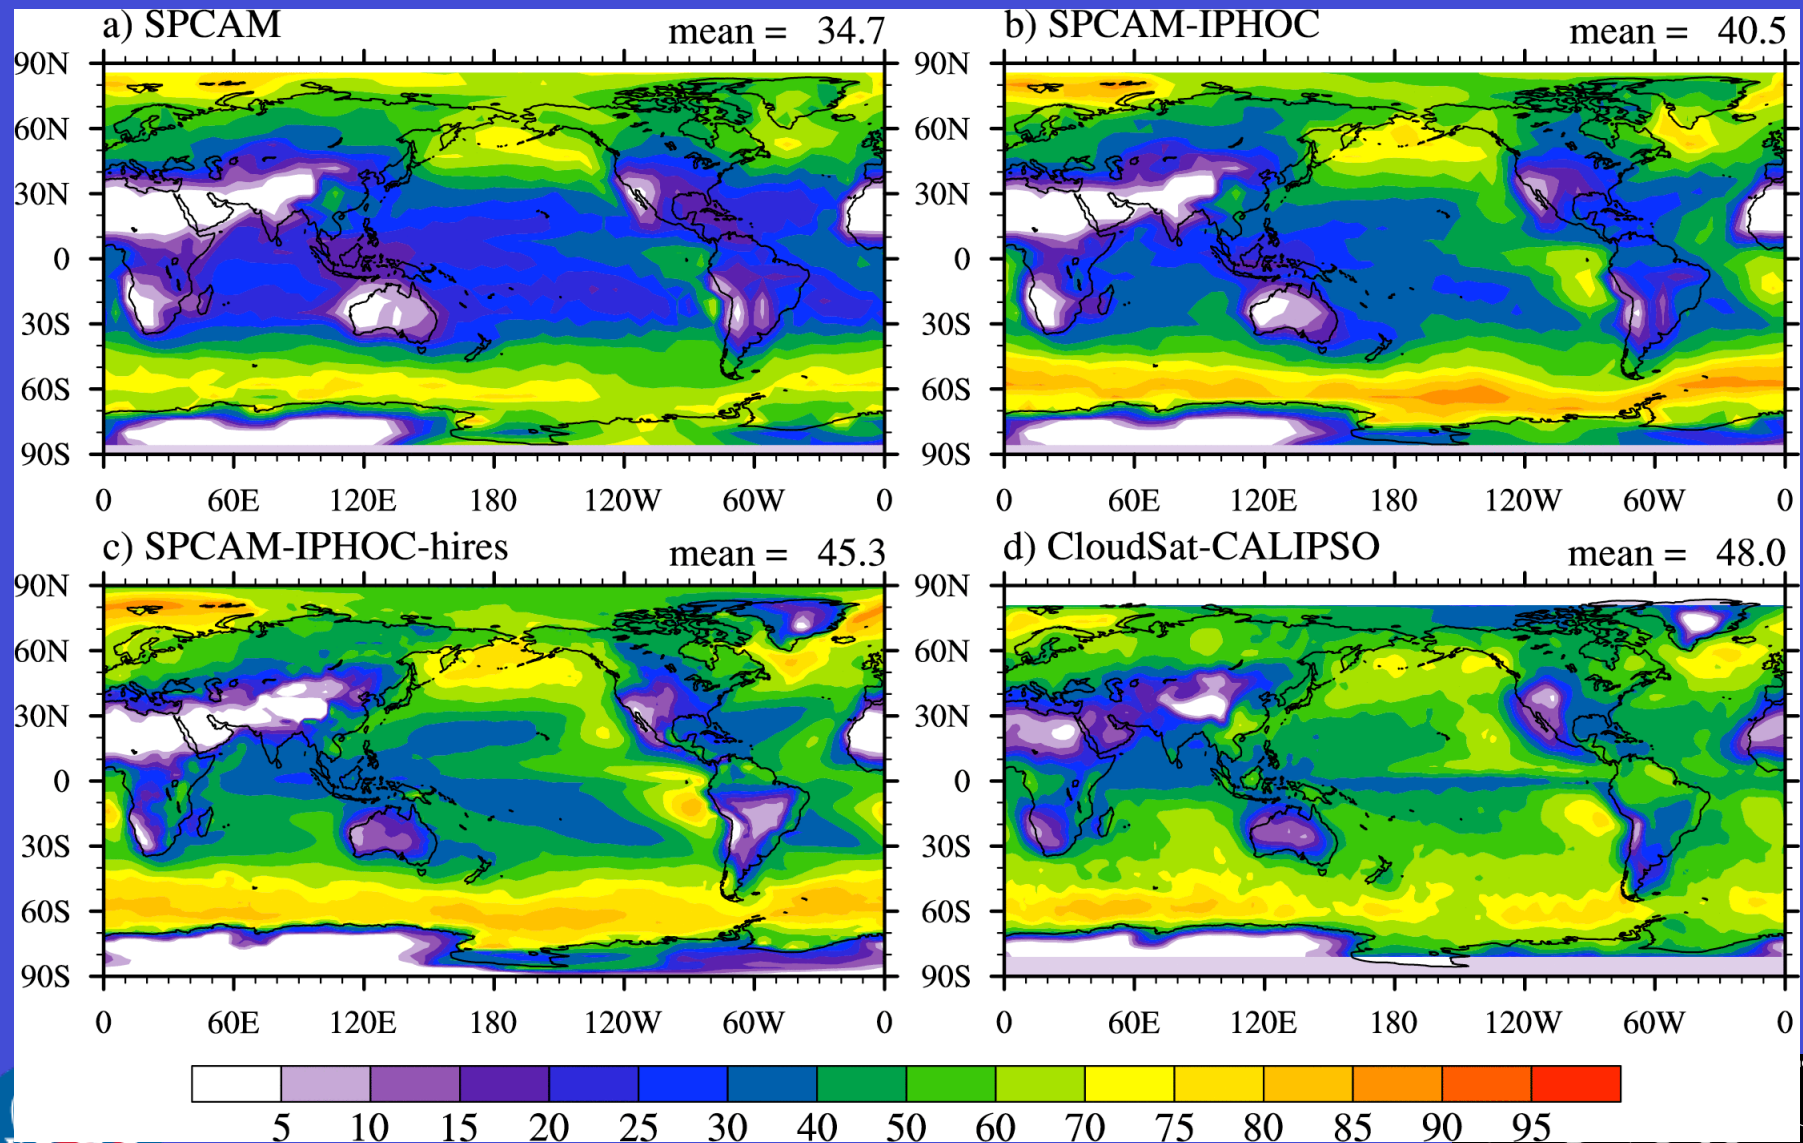 a) SPCAM mean = 34.7
b) SPCAM-IPHOC mean = 40.5
90N
60N
30N
0
30S
60S
90S
0 60E 120E 180 120W 60W 0
90N
60N
30N
0
30S
60S
90S
0 60E 120E 180 120W 60W 0
c) SPCAM-IPHOC-hires mean = 45.3
d) CloudSat-CALIPSO mean = 48.0
90N
60N
30N
0
30S
60S
90S
0 60E 120E 180 120W 60W 0
90N
60N
30N
0
30S
60S
90S
0 60E 120E 180 120W 60W 0
5 10 15 20 25 30 40 50 60 70 75 80 85 90 95